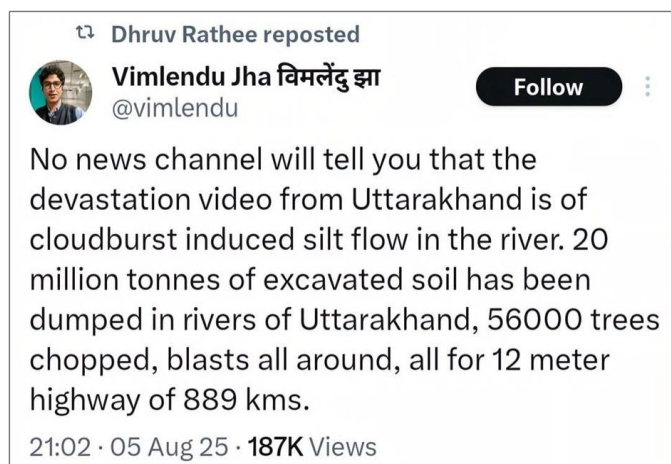 Dhruv Rathee reposted
Vimlendu Jha विमलेंदु झा
Follow
@vimlendu
No news channel will tell you that the
devastation video from Uttarakhand is of
cloudburst induced silt flow in the river. 20
million tonnes of excavated soil has been
dumped in rivers of Uttarakhand, 56000 trees
chopped, blasts all around, all for 12 meter
highway of 889 kms.
21:02 · 05 Aug 25 · 187K Views